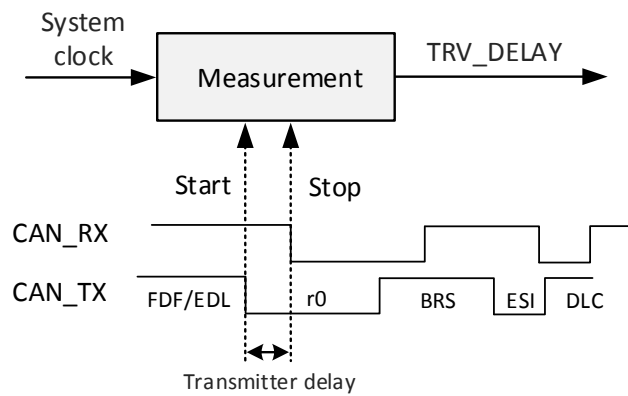 System
clock
Measurement
TRV_DELAY
Start
Stop
CAN_RX
CAN_TX
FDF/EDL
r0
BRS
ESI
DLC
Transmitter delay